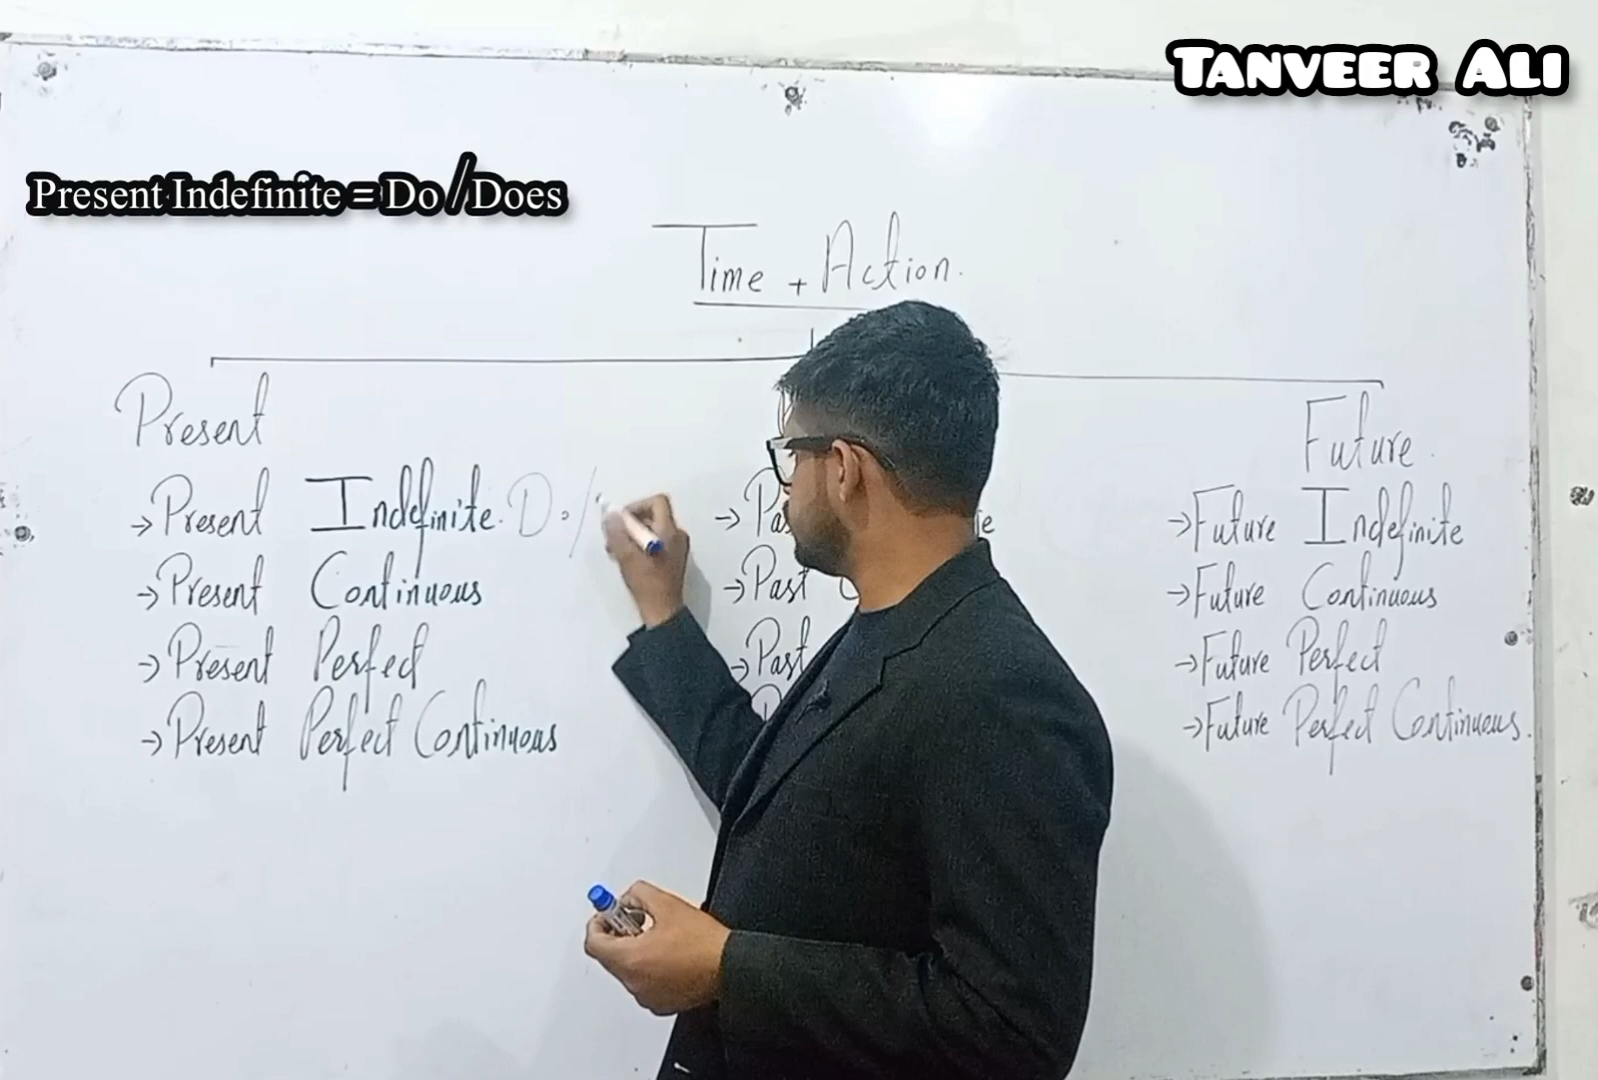 TANVEER ALI
Present Indefinite = Do/Does
Time + Action.
Present
Future.
→Present Indefinite. Do/
→Present Continuous
→Present Perfect
→Present Perfect Continuous
→Past
→Past
→Future Indefinite
→Future Continuous
→Future Perfect
→Future Perfect Continuous.